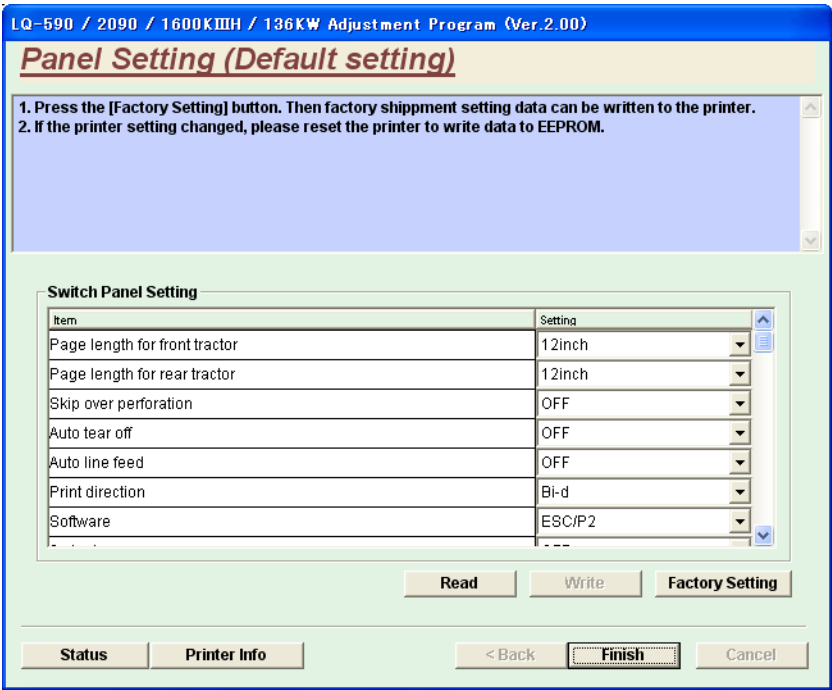 LQ-590 / 2090 / 1600KⅢH / 136KW Adjustment Program (Ver.2.00)
Panel Setting (Default setting)
1. Press the [Factory Setting] button. Then factory shippment setting data can be written to the printer.
2. If the printer setting changed, please reset the printer to write data to EEPROM.
Switch Panel Setting
Item Setting
Page length for front tractor 12inch
Page length for rear tractor 12inch
Skip over perforation OFF
Auto tear off OFF
Auto line feed OFF
Print direction Bi-d
Software ESC/P2
Read Write Factory Setting
Status Printer Info < Back Finish Cancel